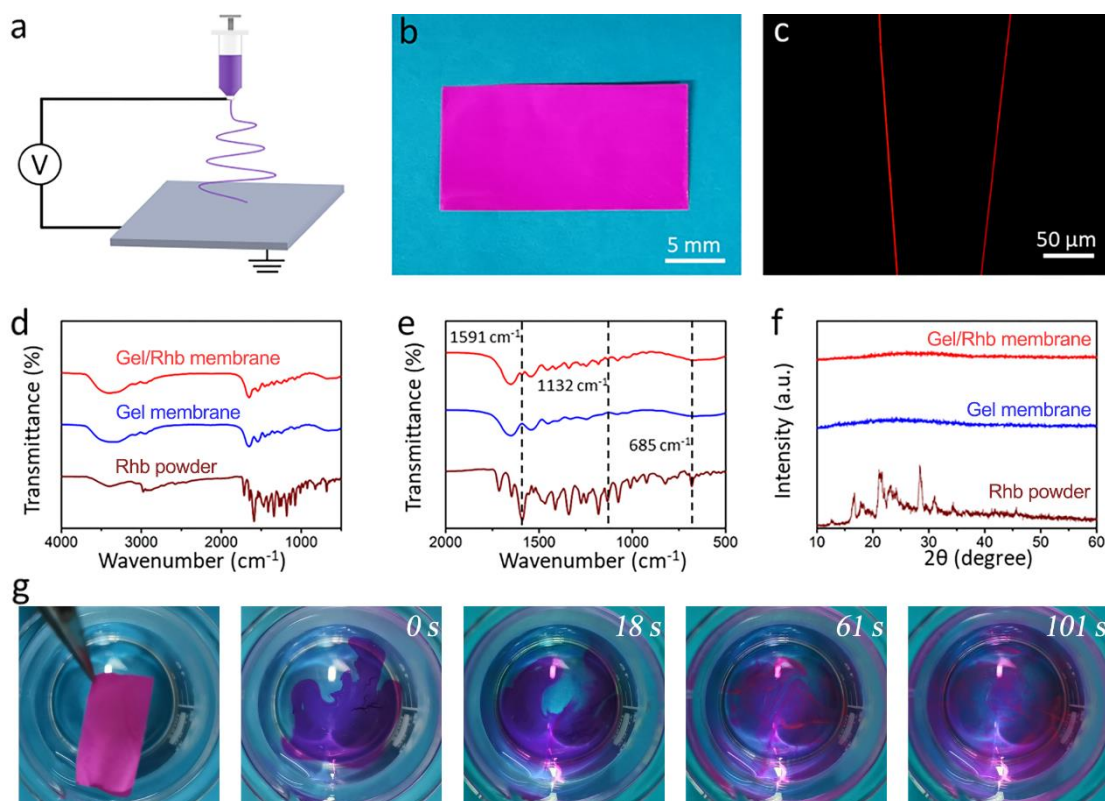 a
V
b
5 mm
c
50 μm
d
Transmittance (%)
Gel/Rhb membrane
Gel membrane
Rhb powder
4000 3000 2000 1000
Wavenumber (cm⁻¹)
e
Transmittance (%)
1591 cm⁻¹
1132 cm⁻¹
685 cm⁻¹
2000 1500 1000 500
Wavenumber (cm⁻¹)
f
Intensity (a.u.)
Gel/Rhb membrane
Gel membrane
Rhb powder
10 20 30 40 50 60
2θ (degree)
g
0 s
18 s
61 s
101 s